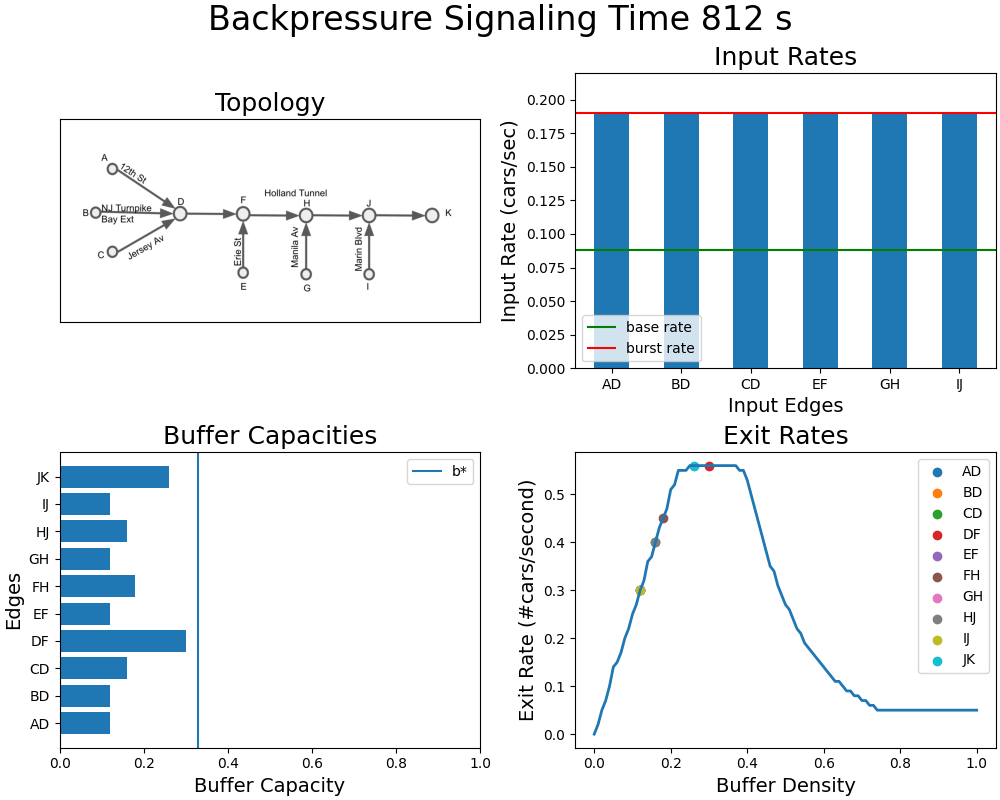 Backpressure Signaling Time 812 s
Topology
A
12th St
B
NJ Turnpike
Bay Ext
C
Jersey Av
D
F
Holland Tunnel
H
J
K
Erie St
Manila Av
Marin Blvd
E
G
I
Input Rates
Input Rate (cars/sec)
0.200
0.175
0.150
0.125
0.100
0.075
0.050
0.025
0.000
base rate
burst rate
AD BD CD EF GH IJ
Input Edges
Buffer Capacities
Edges
JK
IJ
HJ
GH
FH
EF
DF
CD
BD
AD
b*
0.0 0.2 0.4 0.6 0.8 1.0
Buffer Capacity
Exit Rates
Exit Rate (#cars/second)
0.5
0.4
0.3
0.2
0.1
0.0
AD
BD
CD
DF
EF
FH
GH
HJ
IJ
JK
0.0 0.2 0.4 0.6 0.8 1.0
Buffer Density